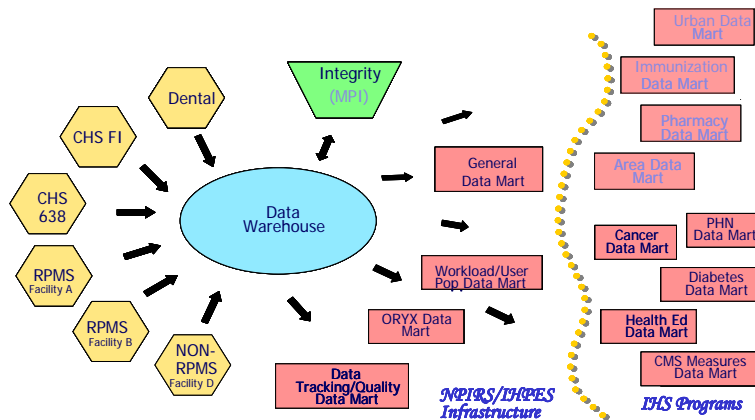 Urban Data
Mart
Integrity
(MPI)
Immunization
Data Mart
Dental
CHS FI
Pharmacy
Data Mart
General
Data Mart
Area Data
Mart
CHS
638
Data
Warehouse
PHN
Data Mart
Cancer
Data Mart
RPMS
Facility A
Workload/User
Pop Data Mart
Diabetes
Data Mart
RPMS
Facility B
ORYX Data
Mart
Health Ed
Data Mart
NON-
RPMS
Facility D
CMS Measures
Data Mart
Data
Tracking/Quality
Data Mart
NPIRS/IHPES
Infrastructure
IHS Programs